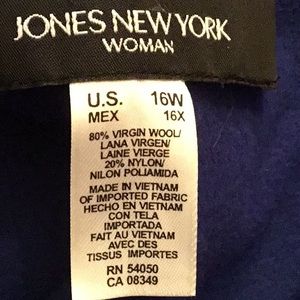 JONES NEW YORK
WOMAN
U.S. 16W
MEX 16X
80% VIRGIN WOOL/
LANA VIRGEN/
LAINE VIERGE
20% NYLON/
NILON POLIAMIDA
MADE IN VIETNAM
OF IMPORTED FABRIC
HECHO EN VIETNAM
CON TELA
IMPORTADA
FAIT AU VIETNAM
AVEC DES
TISSUS IMPORTES
RN 54050
CA 08349